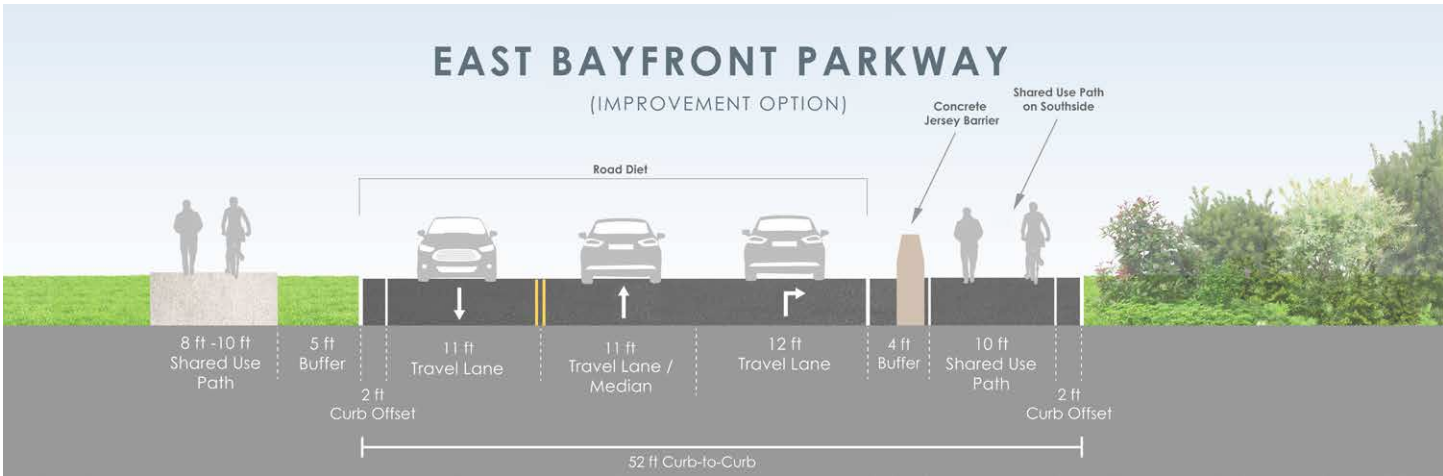 EAST BAYFRONT PARKWAY
(IMPROVEMENT OPTION)
Concrete
Jersey Barrier
Shared Use Path
on Southside
Road Diet
8 ft -10 ft
Shared Use
Path
5 ft
Buffer
2 ft
Curb Offset
11 ft
Travel Lane
11 ft
Travel Lane /
Median
12 ft
Travel Lane
4 ft
Buffer
10 ft
Shared Use
Path
2 ft
Curb Offset
52 ft Curb-to-Curb